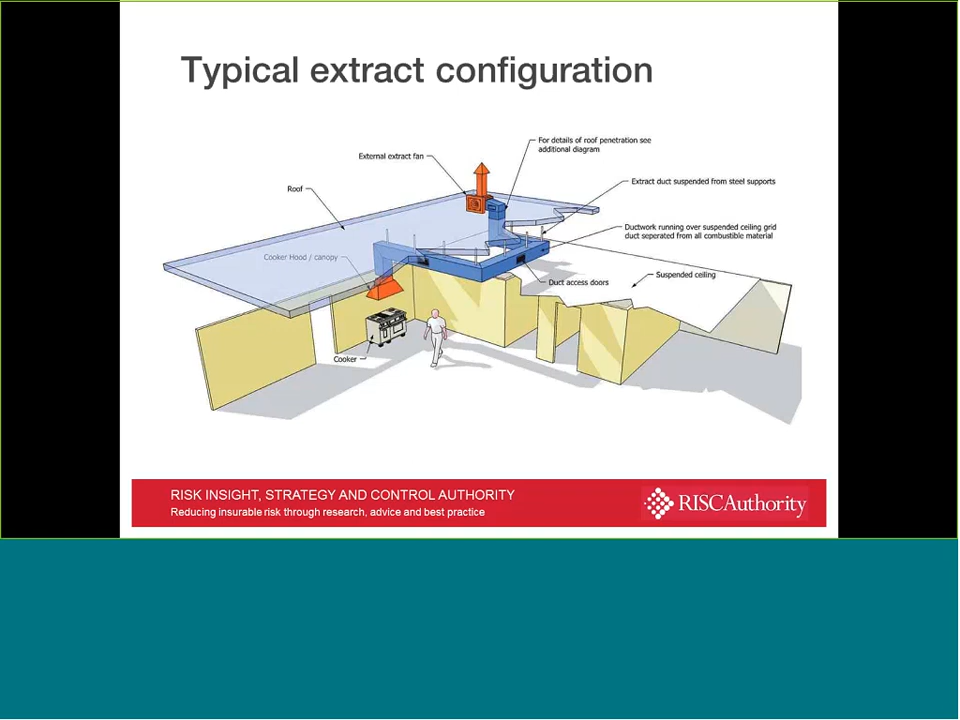 Typical extract configuration
For details of roof penetration see
additional diagram
External extract fan
Extract duct suspended from steel supports
Roof
Ductwork running over suspended ceiling grid
duct seperated from all combustible material
Cooker Hood / canopy
Suspended ceiling
Duct access doors
Cooker
RISK INSIGHT, STRATEGY AND CONTROL AUTHORITY
Reducing insurable risk through research, advice and best practice
RISCAuthority